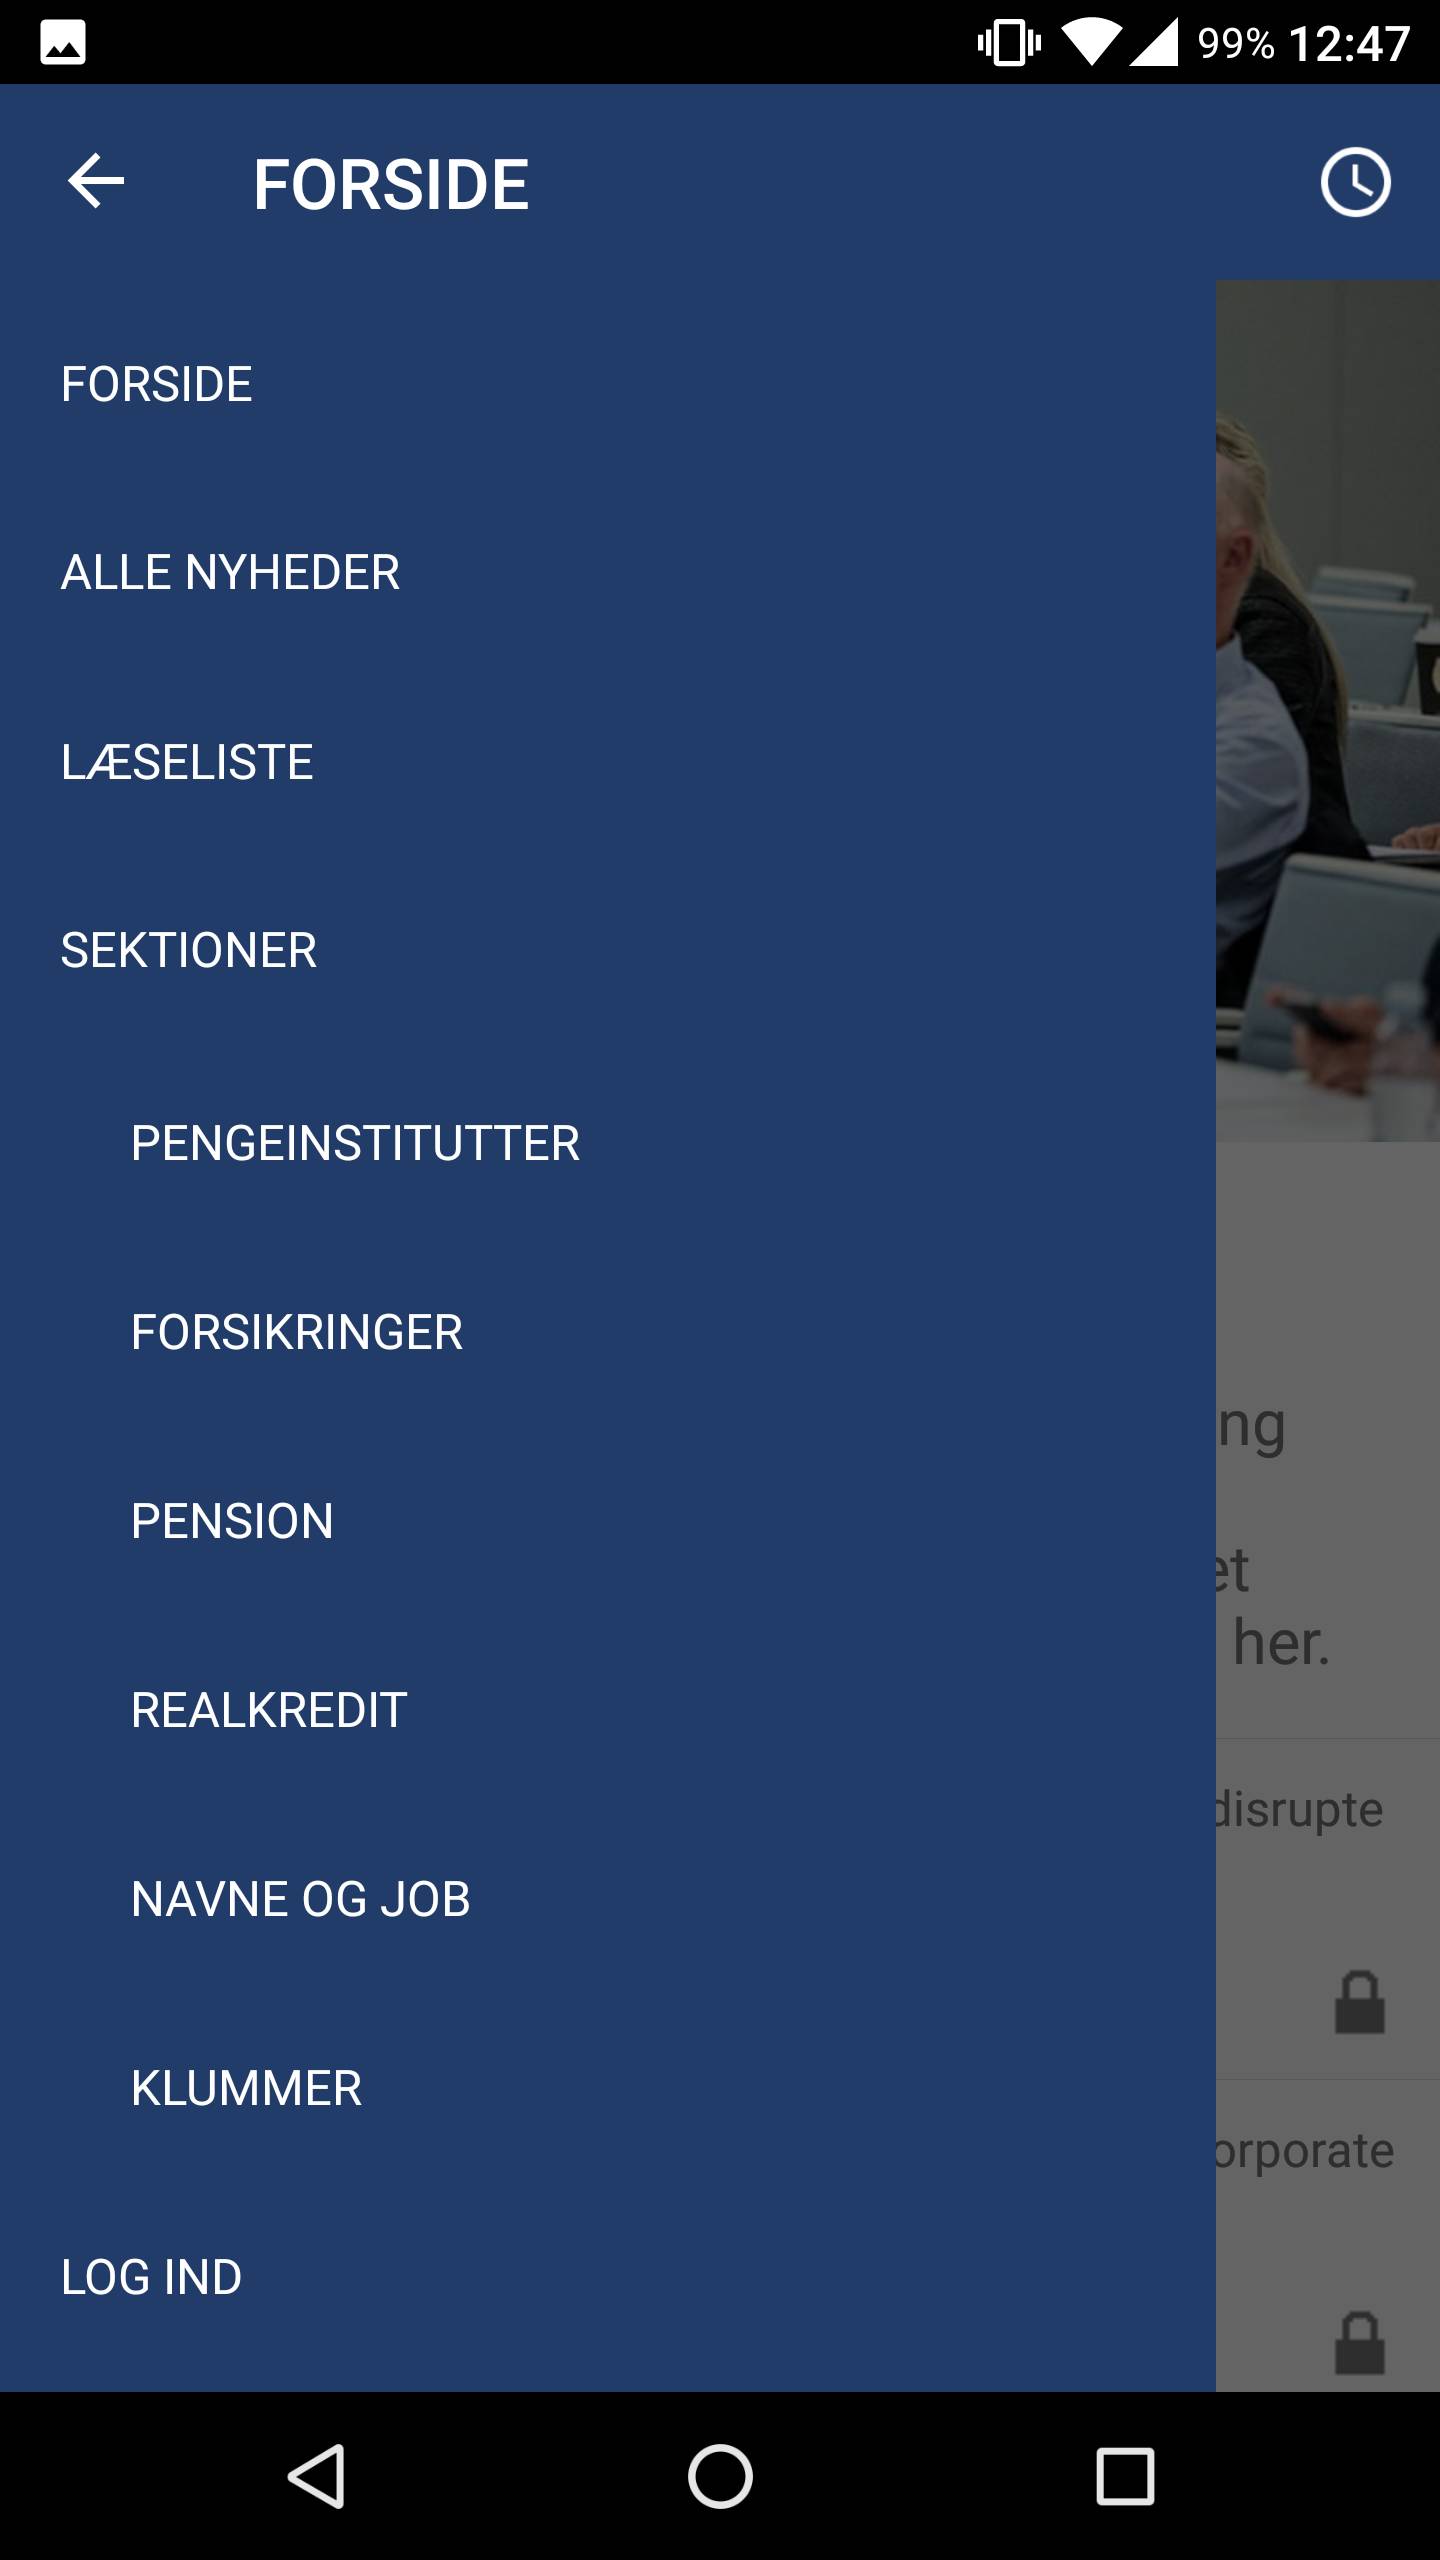 99% 12:47
FORSIDE
FORSIDE
ALLE NYHEDER
LÆSELISTE
SEKTIONER
PENGEINSTITUTTER
FORSIKRINGER
ng
PENSION
et
her.
REALKREDIT
disrupte
NAVNE OG JOB
KLUMMER
orporate
LOG IND